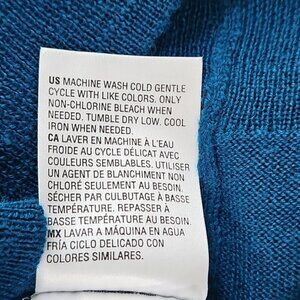 US MACHINE WASH COLD GENTLE
CYCLE WITH LIKE COLORS. ONLY
NON-CHLORINE BLEACH WHEN
NEEDED. TUMBLE DRY LOW. COOL
IRON WHEN NEEDED.
CA LAVER EN MACHINE À L'EAU
FROIDE AU CYCLE DÉLICAT AVEC
COULEURS SEMBLABLES. UTILISER
UN AGENT DE BLANCHIMENT NON
CHLORÉ SEULEMENT AU BESOIN.
SÉCHER PAR CULBUTAGE À BASSE
TEMPÉRATURE. REPASSER À
BASSE TEMPÉRATURE AU BESOIN.
MX LAVAR A MÁQUINA EN AGUA
FRÍA CICLO DELICADO CON
COLORES SIMILARES.